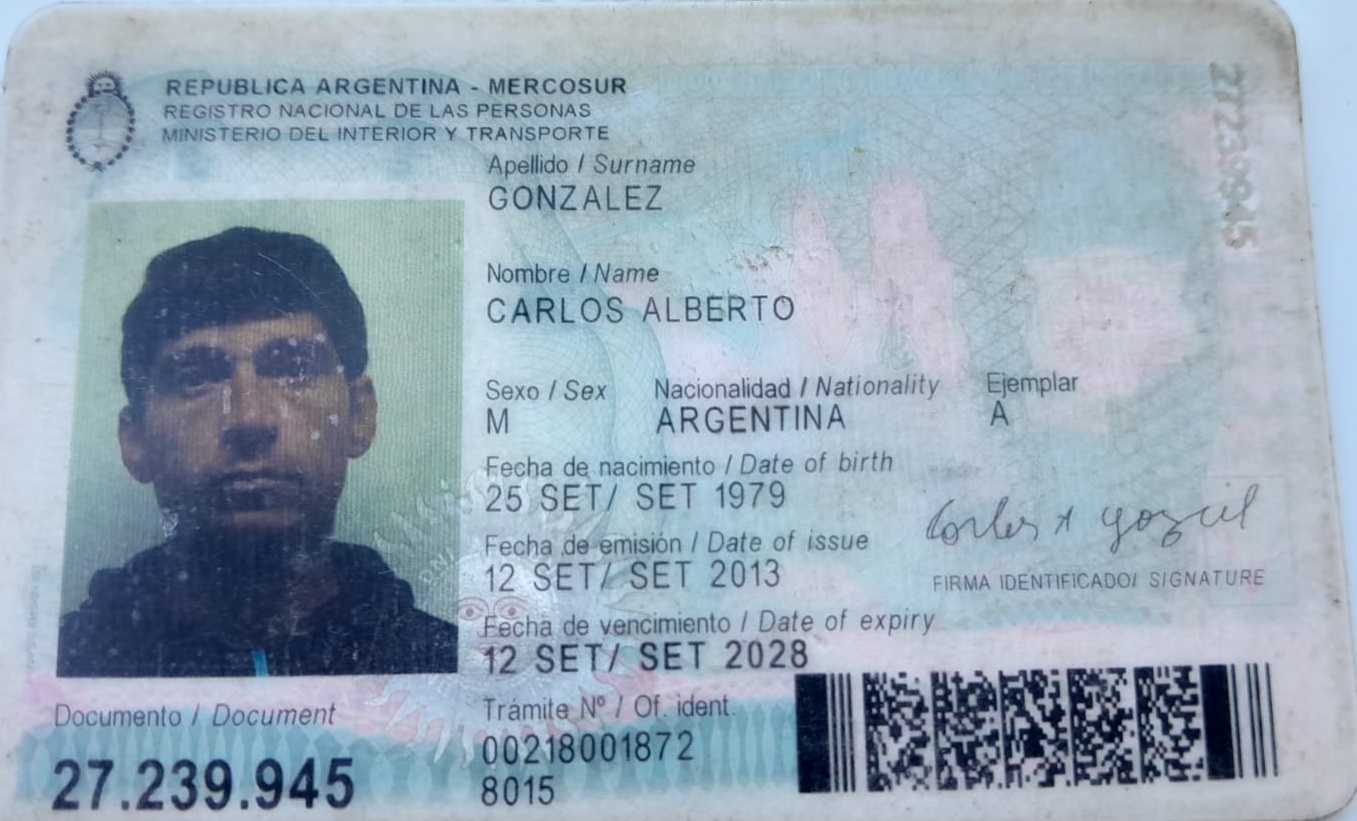 REPUBLICA ARGENTINA - MERCOSUR
REGISTRO NACIONAL DE LAS PERSONAS
MINISTERIO DEL INTERIOR Y TRANSPORTE
Apellido / Surname
GONZALEZ
Nombre / Name
CARLOS ALBERTO
Sexo / Sex Nacionalidad / Nationality Ejemplar
M ARGENTINA A
Fecha de nacimiento / Date of birth
25 SET/ SET 1979
Fecha de emisión / Date of issue
12 SET/ SET 2013
FIRMA IDENTIFICADO/ SIGNATURE
Fecha de vencimiento / Date of expiry
12 SET/ SET 2028
Documento / Document
27.239.945
Trámite Nº / Of. ident.
00218001872
8015
27239945